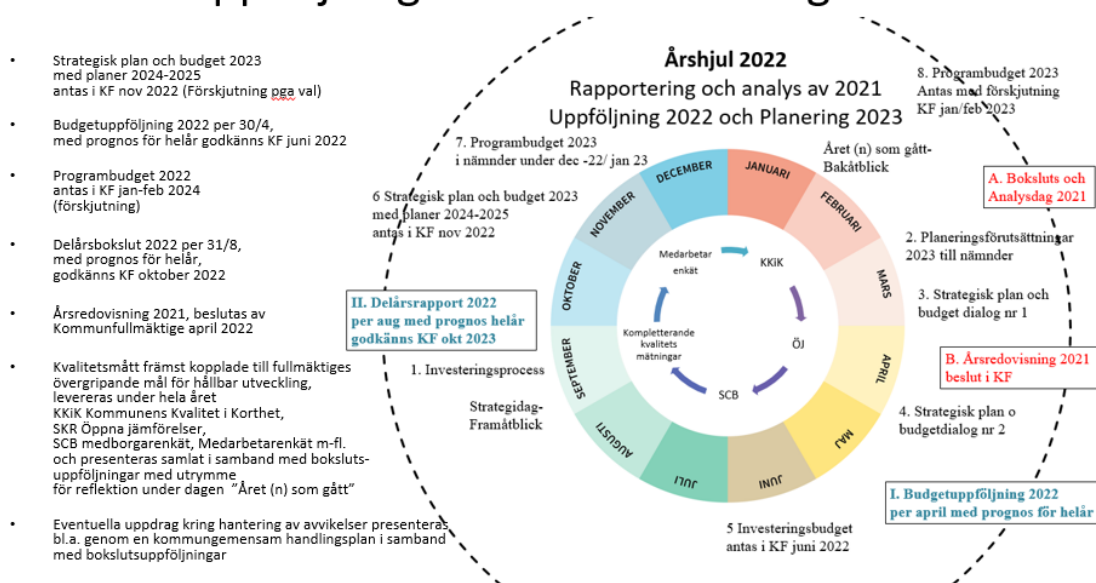 Strategisk plan och budget 2023
med planer 2024-2025
antas i KF nov 2022 (Förskjutning pga val)
Budgetuppföljning 2022 per 30/4,
med prognos för helår godkänns KF juni 2022
Programbudget 2022
antas i KF jan-feb 2024
(förskjutning)
Delårsbokslut 2022 per 31/8,
med prognos för helår,
godkänns KF oktober 2022
Årsredovisning 2021, beslutas av
Kommunfullmäktige april 2022
Kvalitetsmått främst kopplade till fullmäktiges
övergripande mål för hållbar utveckling,
levereras under hela året
KKiK Kommunens Kvalitet i Korthet,
SKR Öppna jämförelser,
SCB medborgarenkät, Medarbetarenkät m-fl.
och presenteras samlat i samband med boksluts-
uppföljningar med utrymme
för reflektion under dagen ”Året (n) som gått”
Eventuella uppdrag kring hantering av avvikelser presenteras
bl.a. genom en kommungemensam handlingsplan i samband
med bokslutsuppföljningar
Årshjul 2022
Rapportering och analys av 2021
Uppföljning 2022 och Planering 2023
8. Programbudget 2023
Antas med förskjutning
KF jan/feb 2023
7. Programbudget 2023
i nämnder under dec -22/ jan 23
Året (n) som gått-
Bakåtblick
A. Boksluts och
Analysdag 2021
6 Strategisk plan och budget 2023
med planer 2024-2025
antas i KF nov 2022
2. Planeringsförutsättningar
2023 till nämnder
3. Strategisk plan och
budget dialog nr 1
II. Delårsrapport 2022
per aug med prognos helår
godkänns KF okt 2023
B. Årsredovisning 2021
beslut i KF
1. Investeringsprocess
Strategidag-
Framåtblick
4. Strategisk plan o
budgetdialog nr 2
I. Budgetuppföljning 2022
per april med prognos för helår
5 Investeringsbudget
antas i KF juni 2022
JANUARI
FEBRUARI
MARS
APRIL
MAJ
JUNI
JULI
AUGUSTI
SEPTEMBER
OKTOBER
NOVEMBER
DECEMBER
Medarbetar
enkät
KKiK
ÖJ
SCB
Kompletterande
kvalitets
mätningar